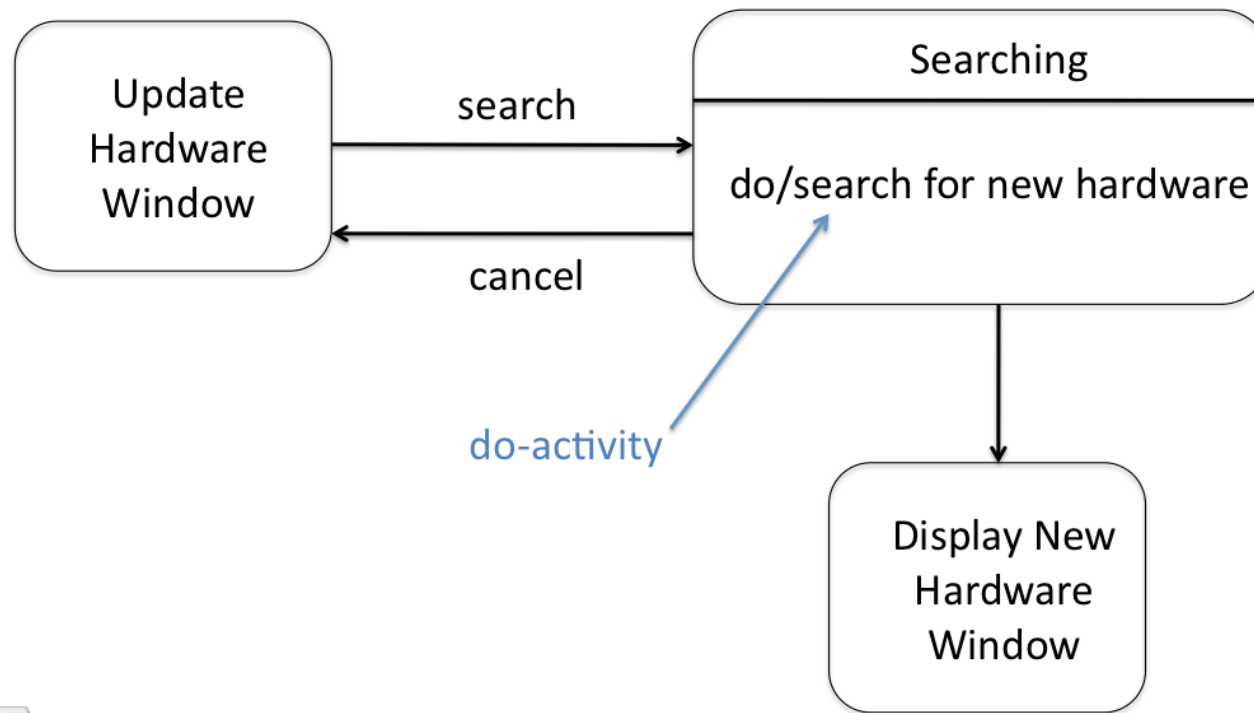 Update
Hardware
Window
search
cancel
Searching
do/search for new hardware
do-activity
Display New
Hardware
Window